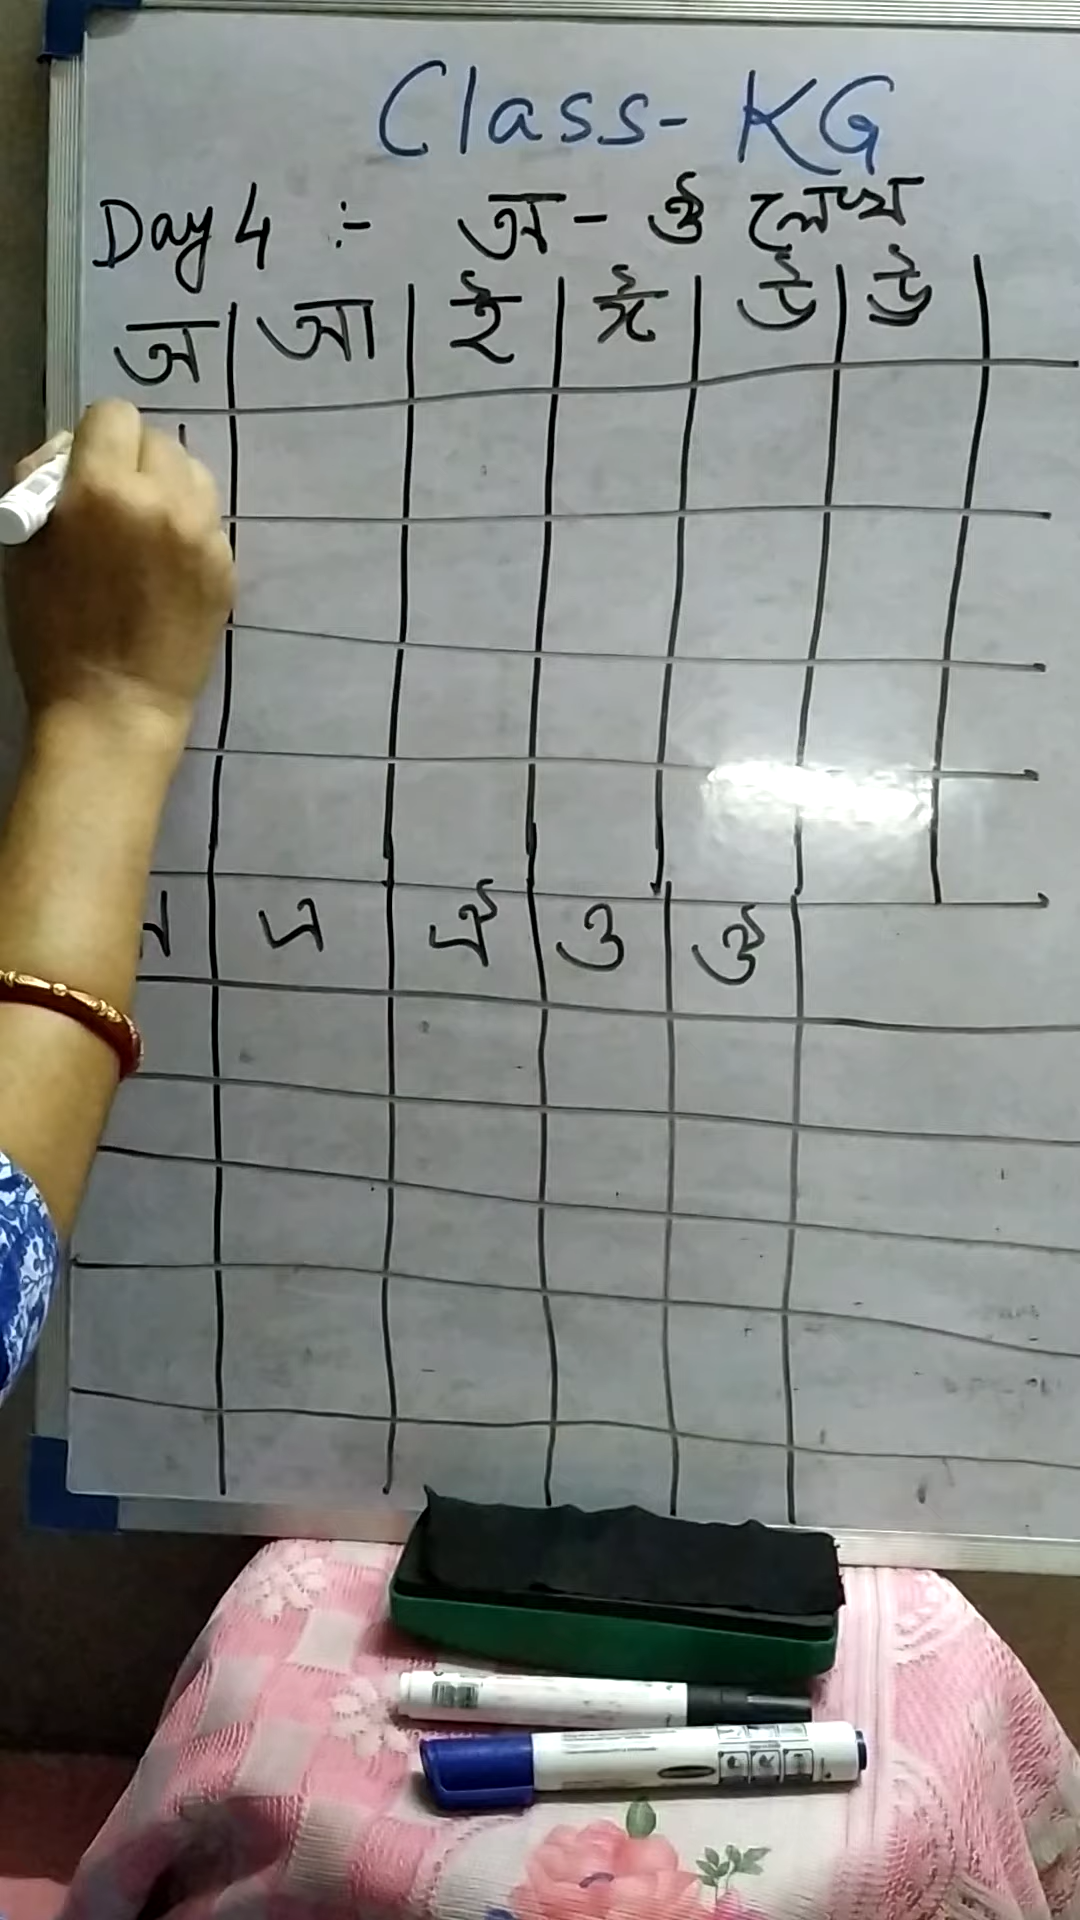 Class- KG
Day 4 :- অ - ঔ লেখ
অ আ ই ঈ উ ঊ
এ ঐ ও ঔ